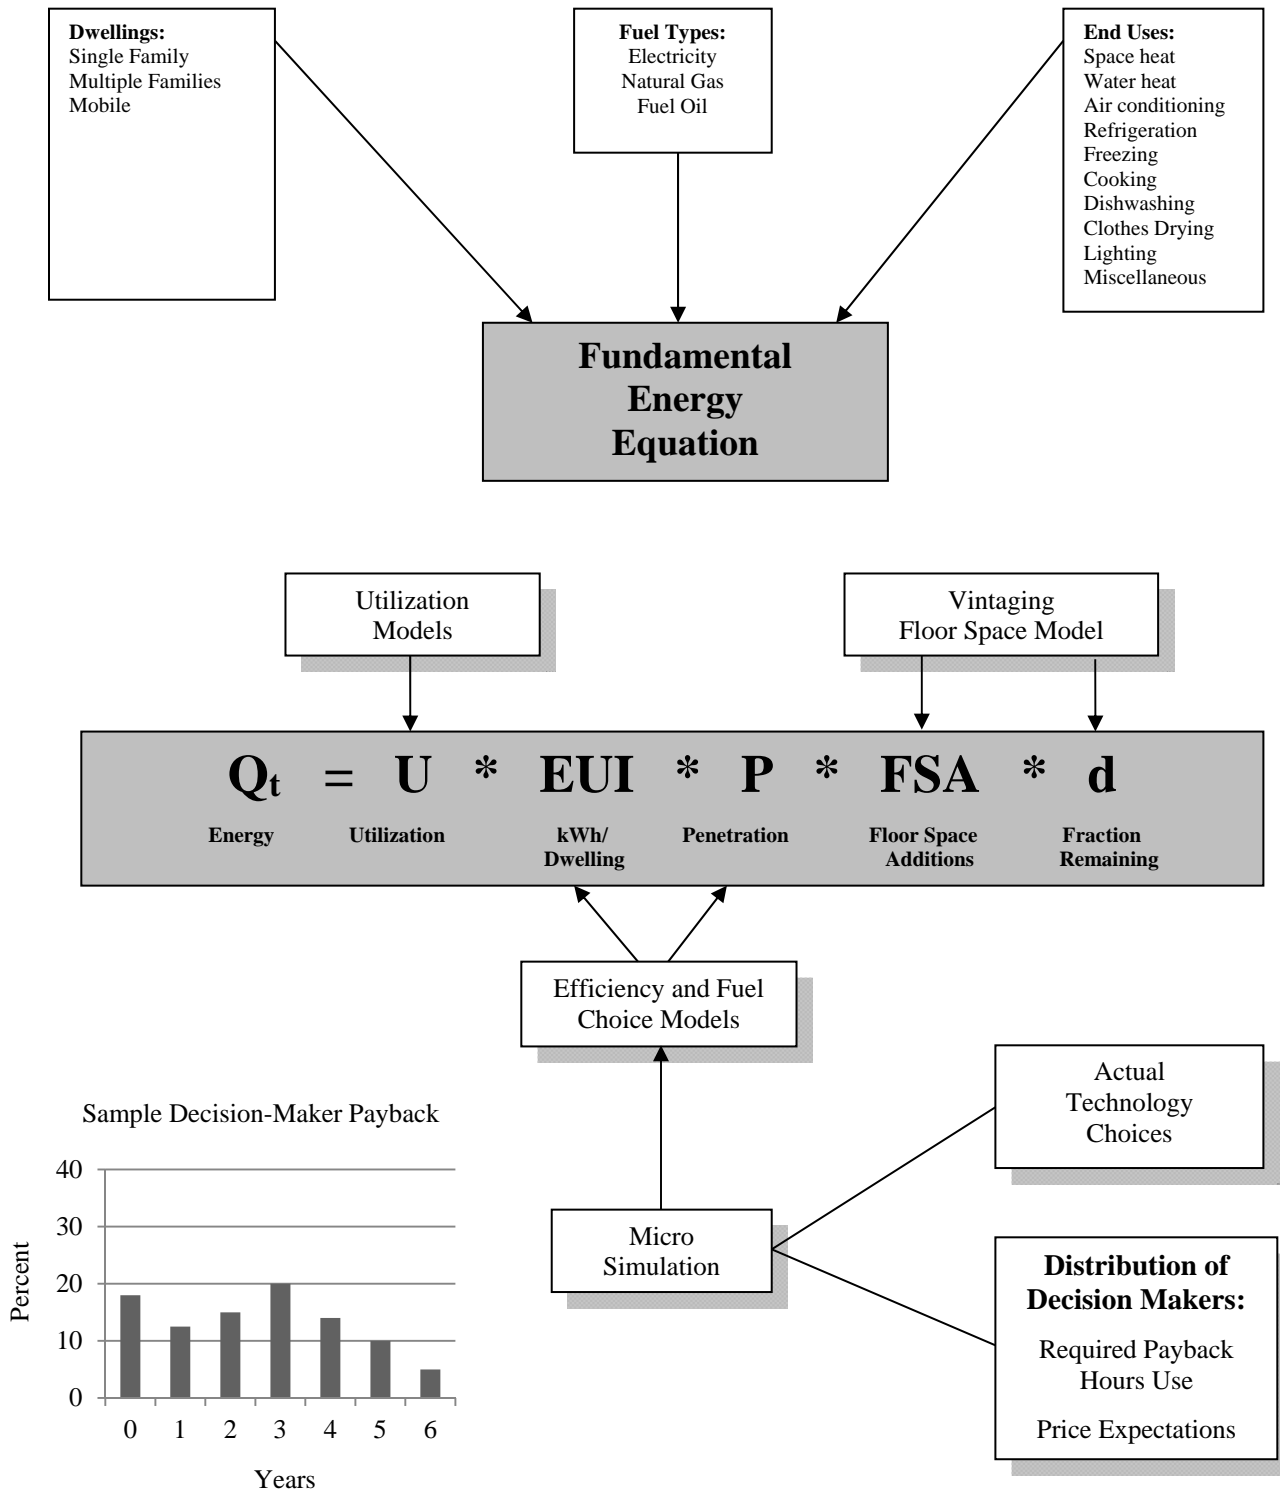 Dwellings:
Single Family
Multiple Families
Mobile
Fuel Types:
Electricity
Natural Gas
Fuel Oil
End Uses:
Space heat
Water heat
Air conditioning
Refrigeration
Freezing
Cooking
Dishwashing
Clothes Drying
Lighting
Miscellaneous
Fundamental
Energy
Equation
Utilization
Models
Vintaging
Floor Space Model
Qt = U * EUI * P * FSA * d
Energy Utilization kWh/ Penetration Floor Space Fraction
Dwelling Additions Remaining
Efficiency and Fuel
Choice Models
Actual
Technology
Choices
Micro
Simulation
Distribution of
Decision Makers:
Required Payback
Hours Use
Price Expectations
Sample Decision-Maker Payback
Percent
40
30
20
10
0
0 1 2 3 4 5 6
Years